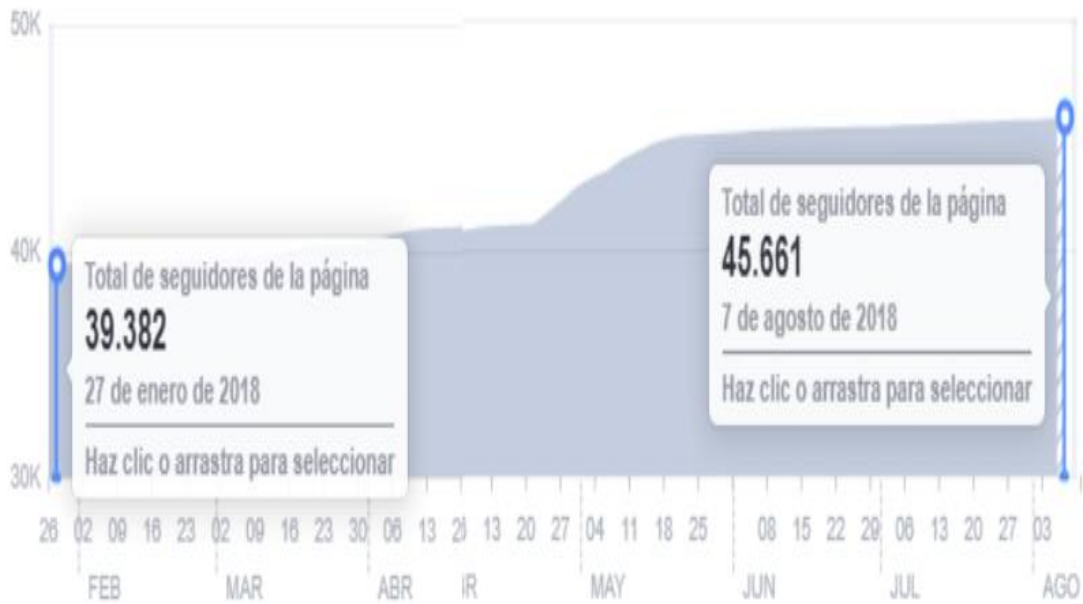 50K
40K
30K
Total de seguidores de la página
39.382
27 de enero de 2018
Haz clic o arrastra para seleccionar
Total de seguidores de la página
45.661
7 de agosto de 2018
Haz clic o arrastra para seleccionar
26 02 09 16 23 02 09 16 23 30 06 13 13 20 27 04 11 18 25 08 15 22 29 06 13 20 27 03
FEB MAR ABR MAY JUN JUL AGO